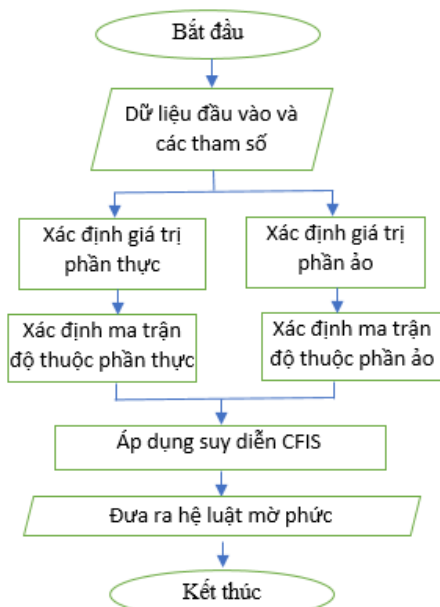 Bắt đầu
Dữ liệu đầu vào và
các tham số
Xác định giá trị
phần thực
Xác định giá trị
phần ảo
Xác định ma trận
độ thuộc phần thực
Xác định ma trận
độ thuộc phần ảo
Áp dụng suy diễn CFIS
Đưa ra hệ luật mờ phức
Kết thúc